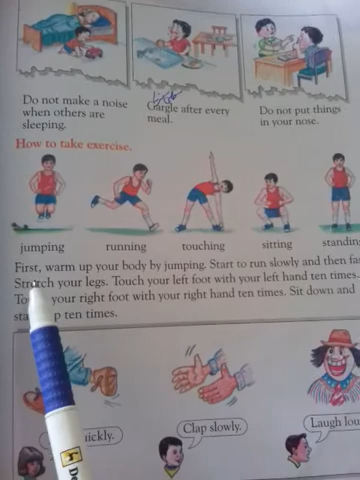 Do not make a noise
when others are
sleeping.
Gargle after every
meal.
Do not put things
in your nose.
How to take exercise.
jumping running touching sitting standin
First, warm up your body by jumping. Start to run slowly and then fas
Stretch your legs. Touch your left foot with your left hand ten times.
your right foot with your right hand ten times. Sit down and
p ten times.
uickly.
Clap slowly.
Laugh lou